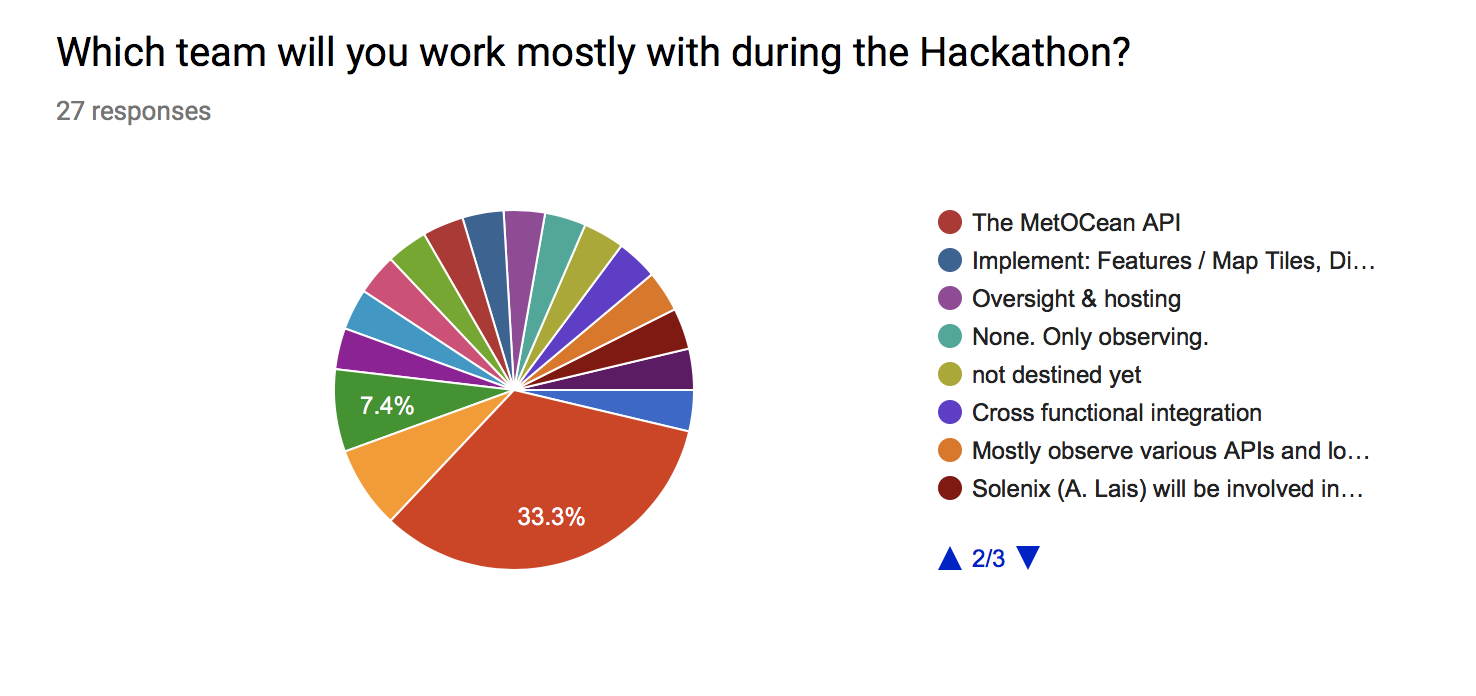 Which team will you work mostly with during the Hackathon?
27 responses
7.4%
33.3%
The MetOCean API
Implement: Features / Map Tiles, Di...
Oversight & hosting
None. Only observing.
not destined yet
Cross functional integration
Mostly observe various APIs and lo...
Solenix (A. Lais) will be involved in...
2/3